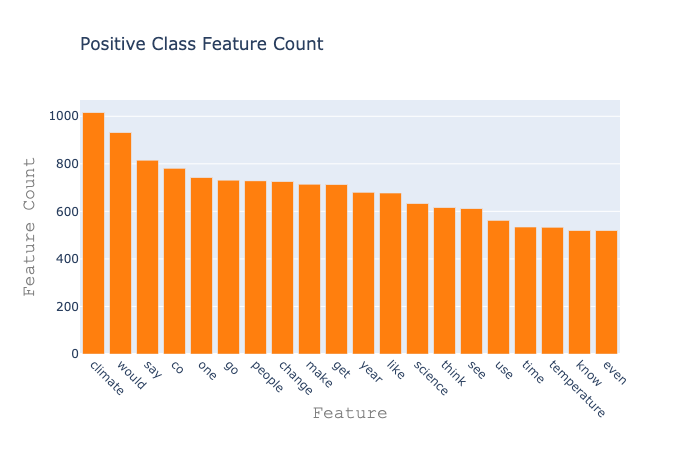 Positive Class Feature Count
Feature Count
1000
800
600
400
200
0
climate
would
say
co
one
go
people
change
make
get
year
like
science
think
see
use
time
temperature
know
even
Feature